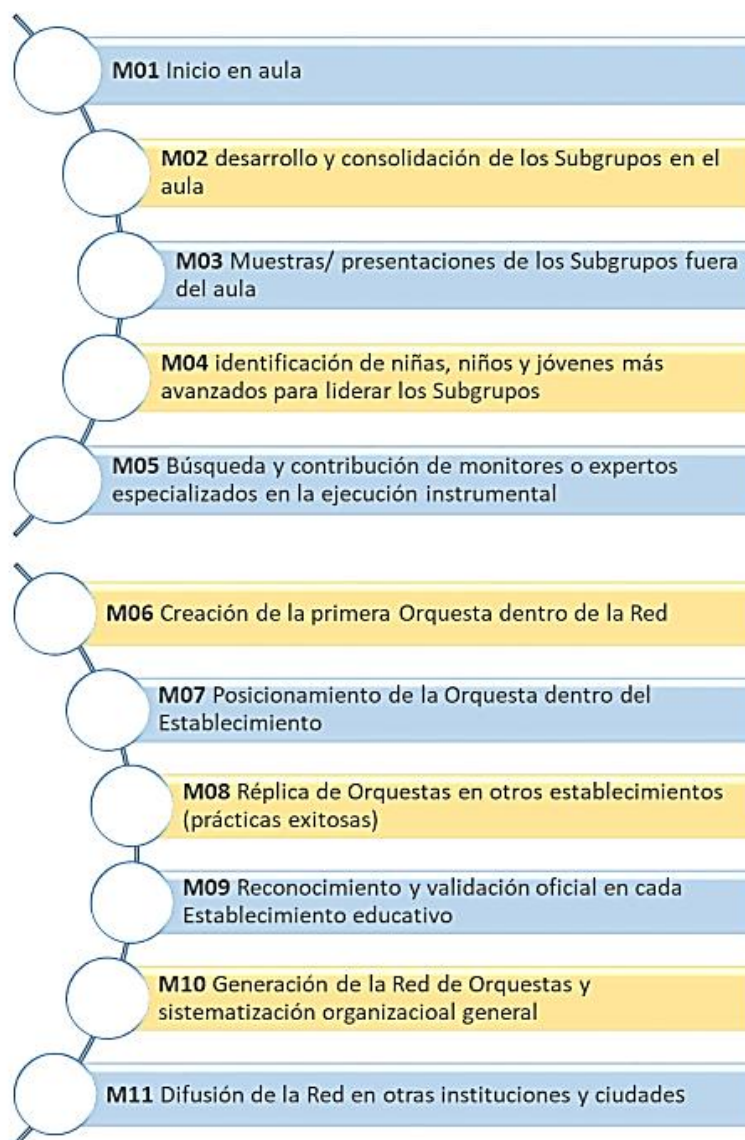 M01 Inicio en aula
M02 desarrollo y consolidación de los Subgrupos en el
aula
M03 Muestras/ presentaciones de los Subgrupos fuera
del aula
M04 identificación de niñas, niños y jóvenes más
avanzados para liderar los Subgrupos
M05 Búsqueda y contribución de monitores o expertos
especializados en la ejecución instrumental
M06 Creación de la primera Orquesta dentro de la Red
M07 Posicionamiento de la Orquesta dentro del
Establecimiento
M08 Réplica de Orquestas en otros establecimientos
(prácticas exitosas)
M09 Reconocimiento y validación oficial en cada
Establecimiento educativo
M10 Generación de la Red de Orquestas y
sistematización organizacioal general
M11 Difusión de la Red en otras instituciones y ciudades